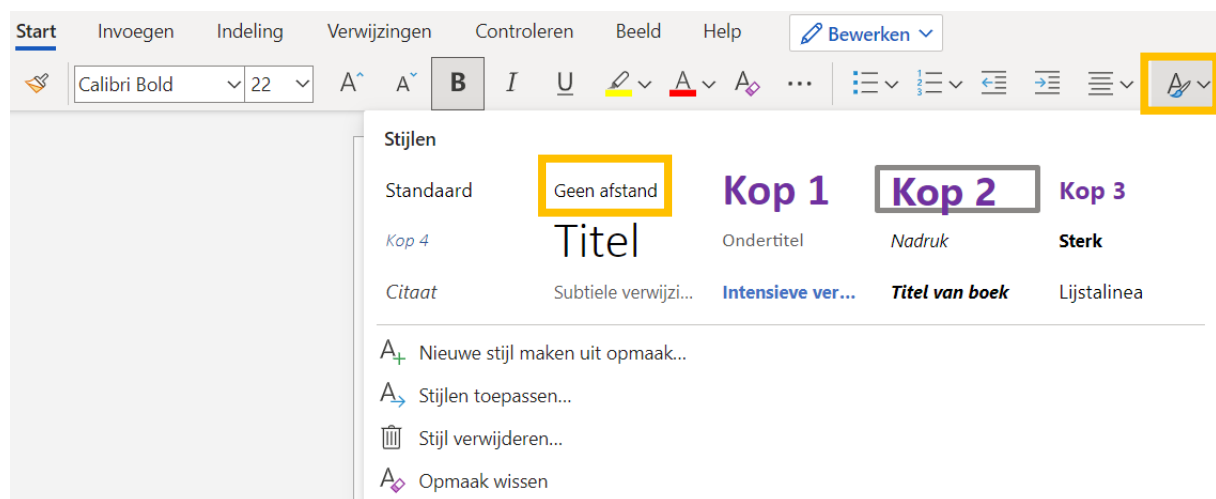 Start Invoegen Indeling Verwijzingen Controleren Beeld Help Bewerken
Calibri Bold 22 A A B I U A A ...
Stijlen
Standaard Geen afstand Kop 1 Kop 2 Kop 3
Kop 4 Titel Ondertitel Nadruk Sterk
Citaat Subtiele verwijzi... Intensieve ver... Titel van boek Lijstalinea
Nieuwe stijl maken uit opmaak...
Stijlen toepassen...
Stijl verwijderen...
Opmaak wissen